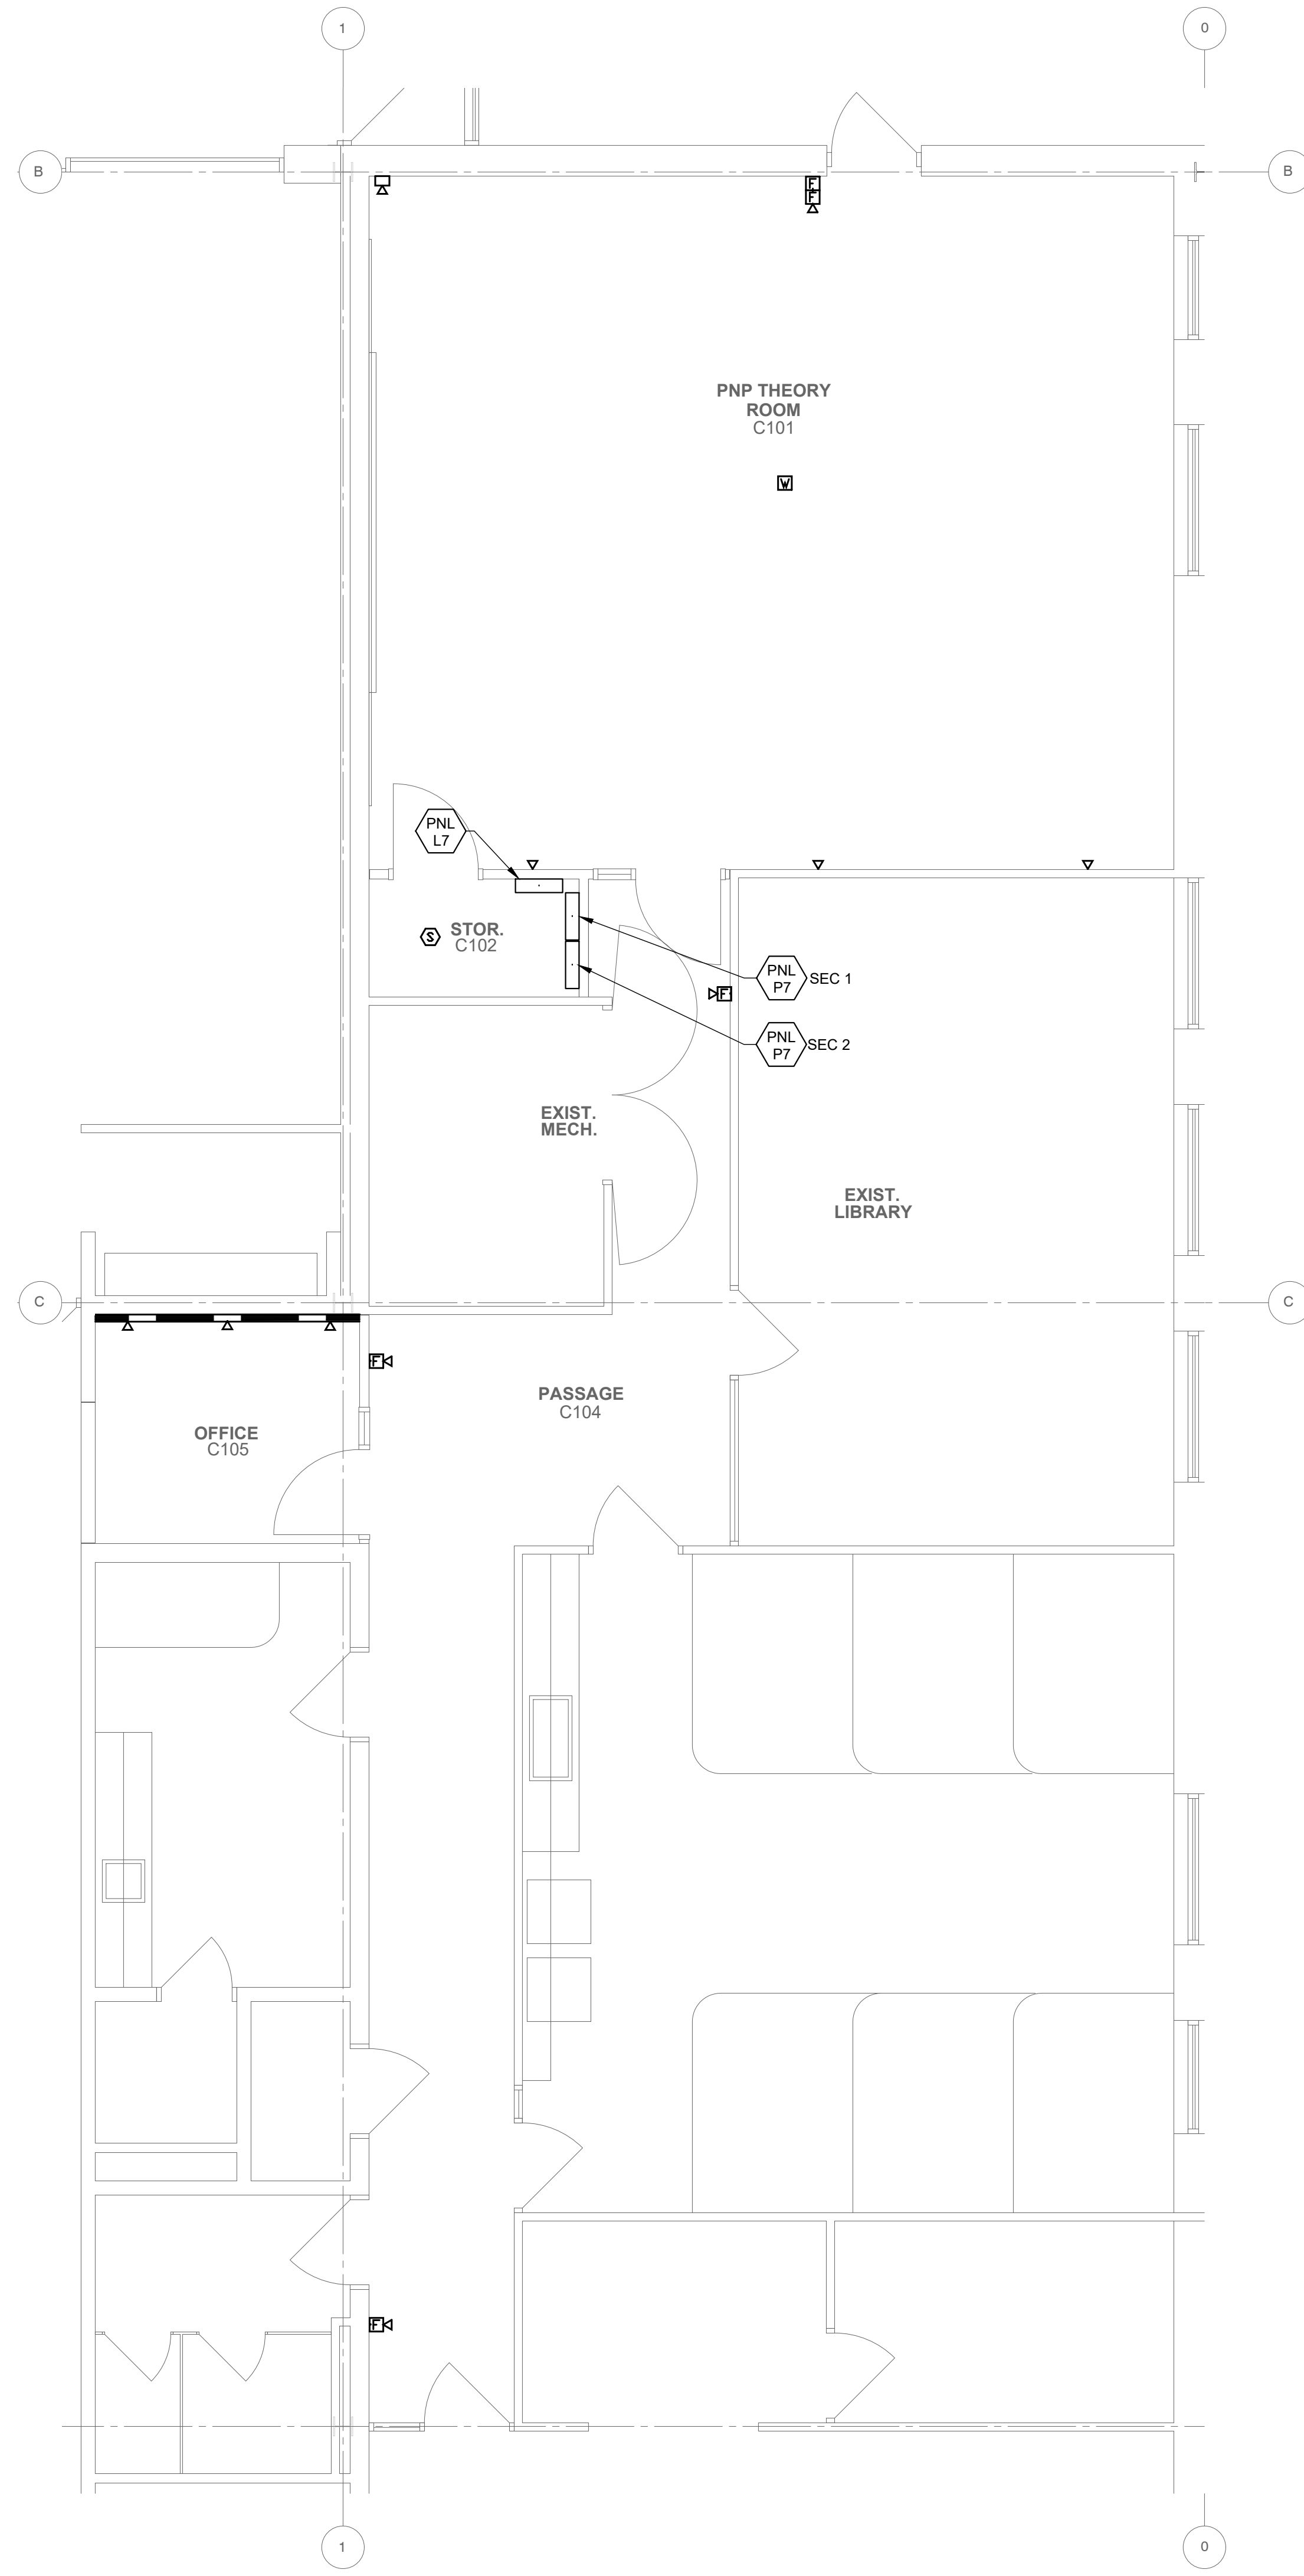 1
0
B
B
F
F
PNP THEORY
ROOM
C101
W
PNL
L7
STOR.
C102
S
PNL
P7
SEC 1
F
PNL
P7
SEC 2
EXIST.
MECH.
EXIST.
LIBRARY
C
C
F
PASSAGE
C104
OFFICE
C105
F
1
0